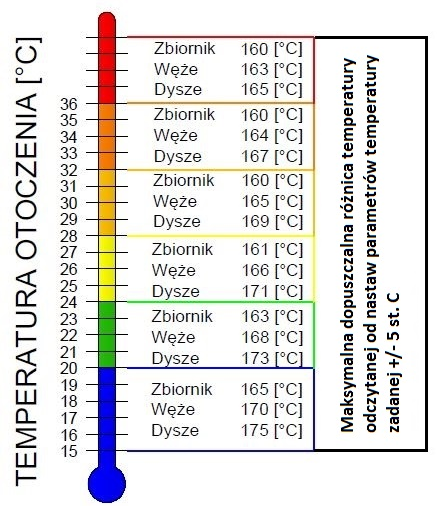 TEMPERATURA OTOCZENIA [°C]
Zbiornik 160 [°C]
Węże 163 [°C]
Dysze 165 [°C]
36
35
34
33
32
Zbiornik 160 [°C]
Węże 164 [°C]
Dysze 167 [°C]
31
30
29
28
Zbiornik 160 [°C]
Węże 165 [°C]
Dysze 169 [°C]
27
26
25
24
Zbiornik 161 [°C]
Węże 166 [°C]
Dysze 171 [°C]
23
22
21
20
Zbiornik 163 [°C]
Węże 168 [°C]
Dysze 173 [°C]
19
18
17
16
15
Zbiornik 165 [°C]
Węże 170 [°C]
Dysze 175 [°C]
Maksymalna dopuszczalna różnica temperatury
odczytanej od nastaw parametrów temperatury
zadanej +/- 5 st. C